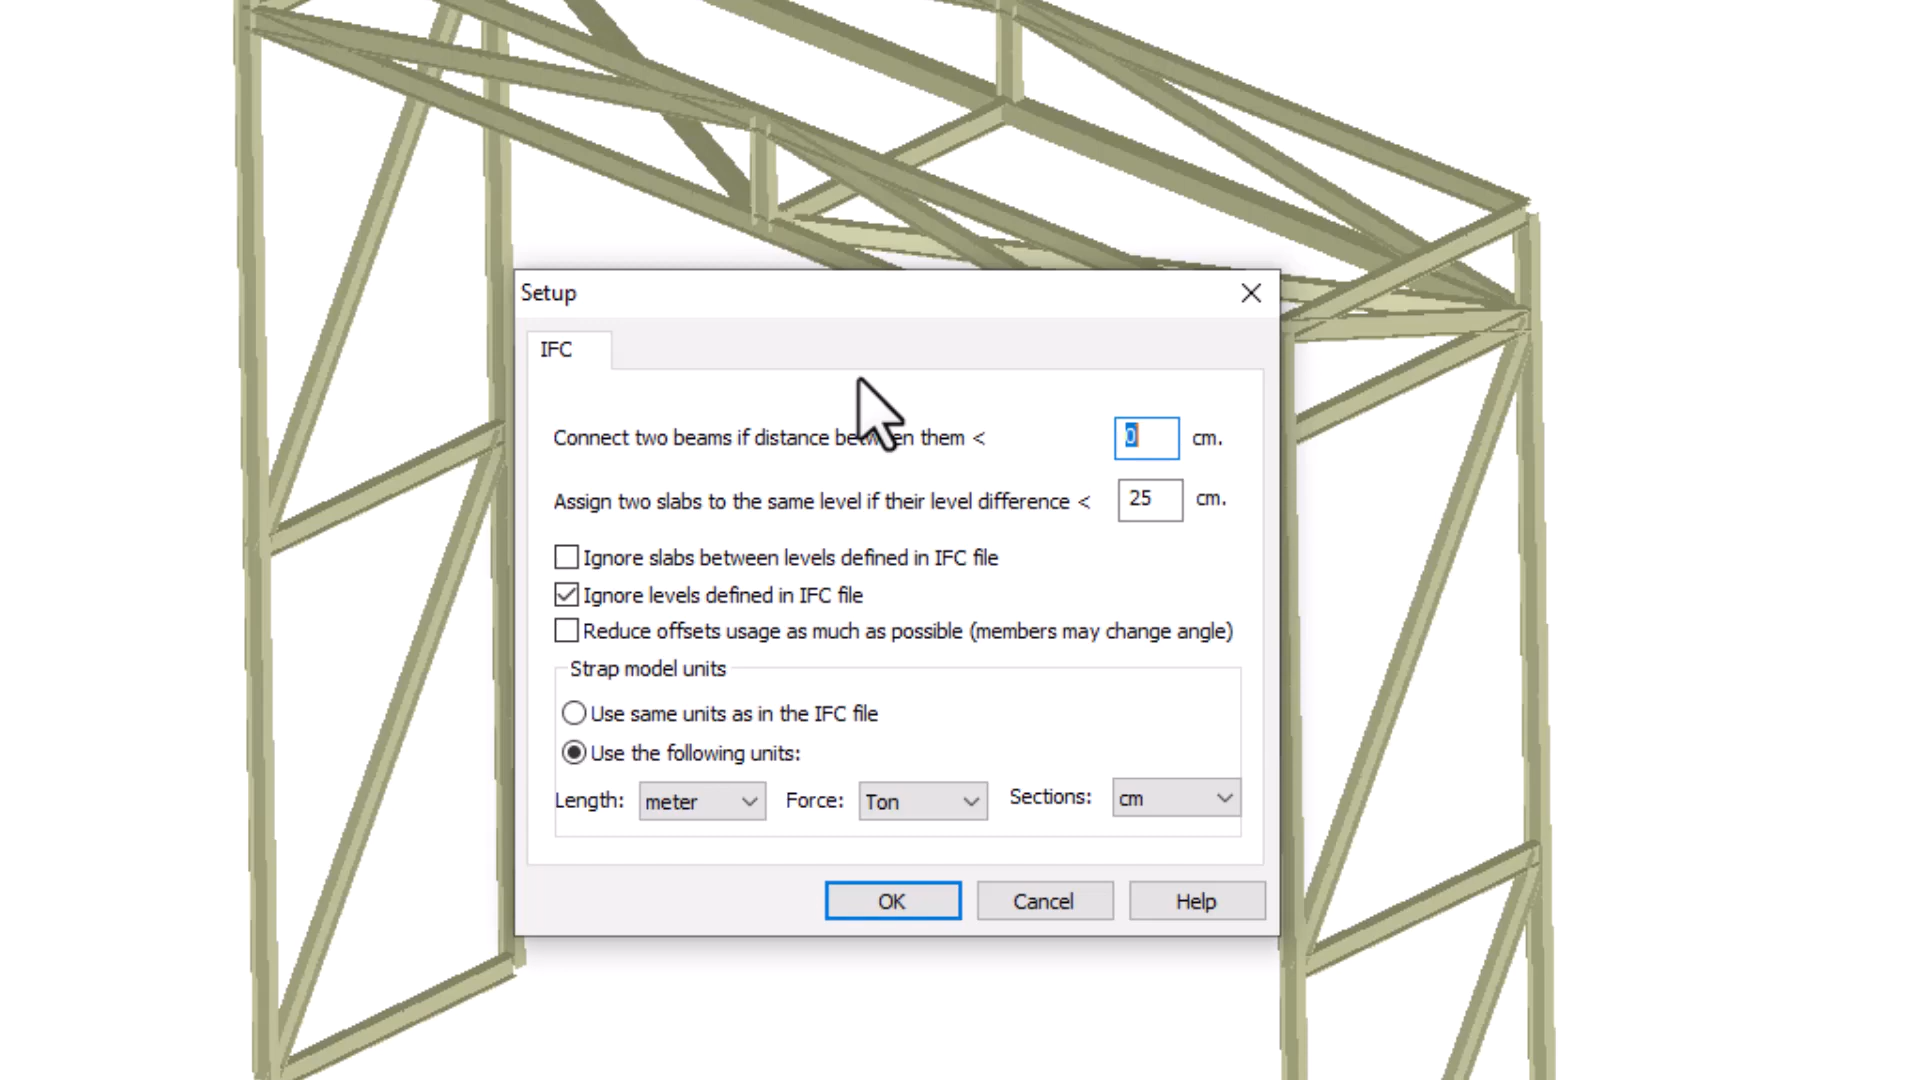 Setup
IFC
Connect two beams if distance between them < 0 cm.
Assign two slabs to the same level if their level difference < 25 cm.
Ignore slabs between levels defined in IFC file
Ignore levels defined in IFC file
Reduce offsets usage as much as possible (members may change angle)
Strap model units
Use same units as in the IFC file
Use the following units:
Length: meter Force: Ton Sections: cm
OK Cancel Help